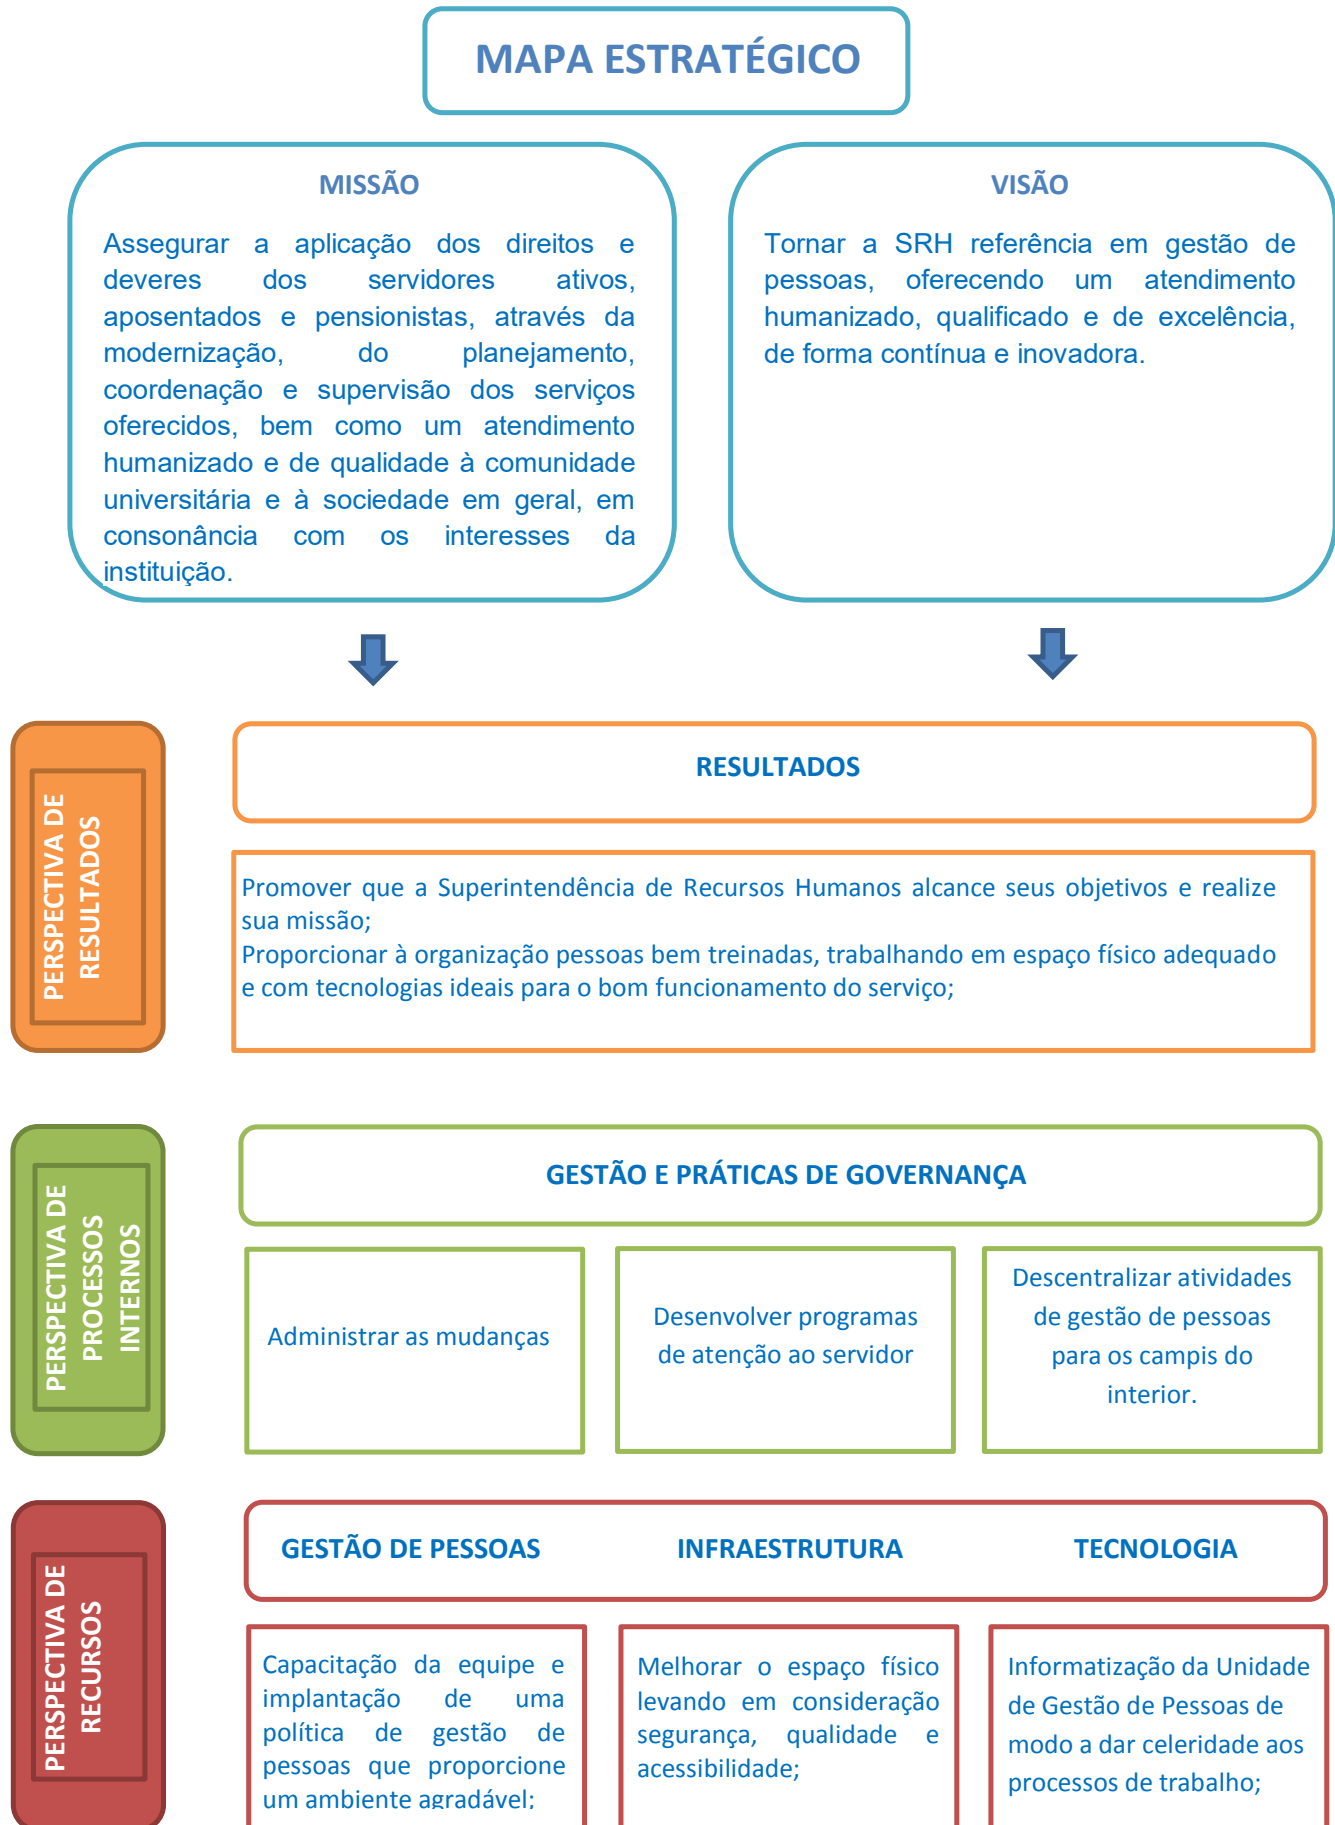 MAPA ESTRATÉGICO
MISSÃO
Assegurar a aplicação dos direitos e
deveres dos servidores ativos,
aposentados e pensionistas, através da
modernização, do planejamento,
coordenação e supervisão dos serviços
oferecidos, bem como um atendimento
humanizado e de qualidade à comunidade
universitária e à sociedade em geral, em
consonância com os interesses da
instituição.
VISÃO
Tornar a SRH referência em gestão de
pessoas, oferecendo um atendimento
humanizado, qualificado e de excelência,
de forma contínua e inovadora.
PERSPECTIVA DE
RESULTADOS
RESULTADOS
Promover que a Superintendência de Recursos Humanos alcance seus objetivos e realize
sua missão;
Proporcionar à organização pessoas bem treinadas, trabalhando em espaço físico adequado
e com tecnologias ideais para o bom funcionamento do serviço;
PERSPECTIVA DE
PROCESSOS
INTERNOS
GESTÃO E PRÁTICAS DE GOVERNANÇA
Administrar as mudanças
Desenvolver programas
de atenção ao servidor
Descentralizar atividades
de gestão de pessoas
para os campis do
interior.
PERSPECTIVA DE
RECURSOS
GESTÃO DE PESSOAS
INFRAESTRUTURA
TECNOLOGIA
Capacitação da equipe e
implantação de uma
política de gestão de
pessoas que proporcione
um ambiente agradável;
Melhorar o espaço físico
levando em consideração
segurança, qualidade e
acessibilidade;
Informatização da Unidade
de Gestão de Pessoas de
modo a dar celeridade aos
processos de trabalho;